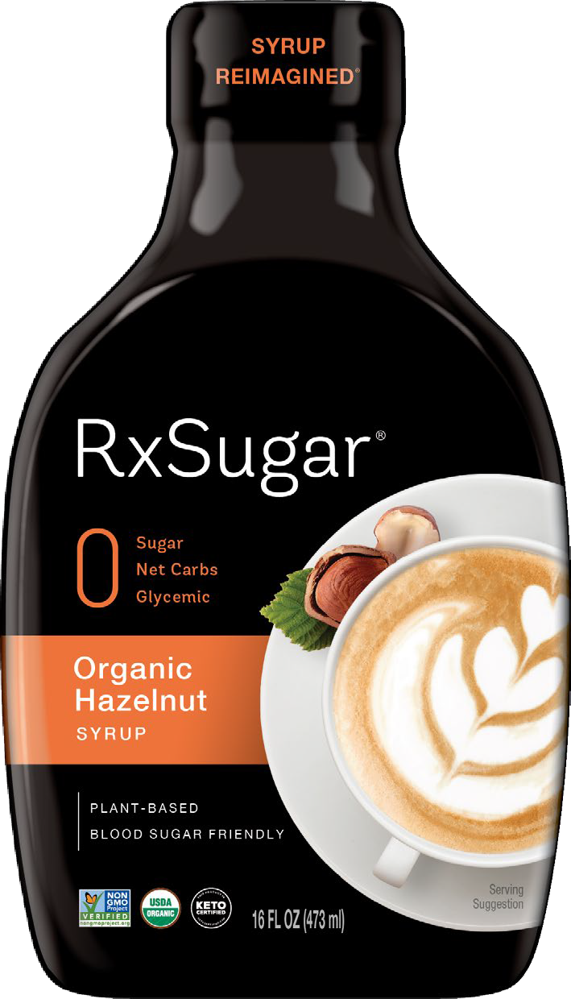 SYRUP
REIMAGINED®
RxSugar®
0
Sugar
Net Carbs
Glycemic
Organic
Hazelnut
SYRUP
PLANT-BASED
BLOOD SUGAR FRIENDLY
NON
GMO
Project
VERIFIED
nongmoproject.org
USDA
ORGANIC
KETO
CERTIFIED
16 FL OZ (473 ml)
Serving
Suggestion